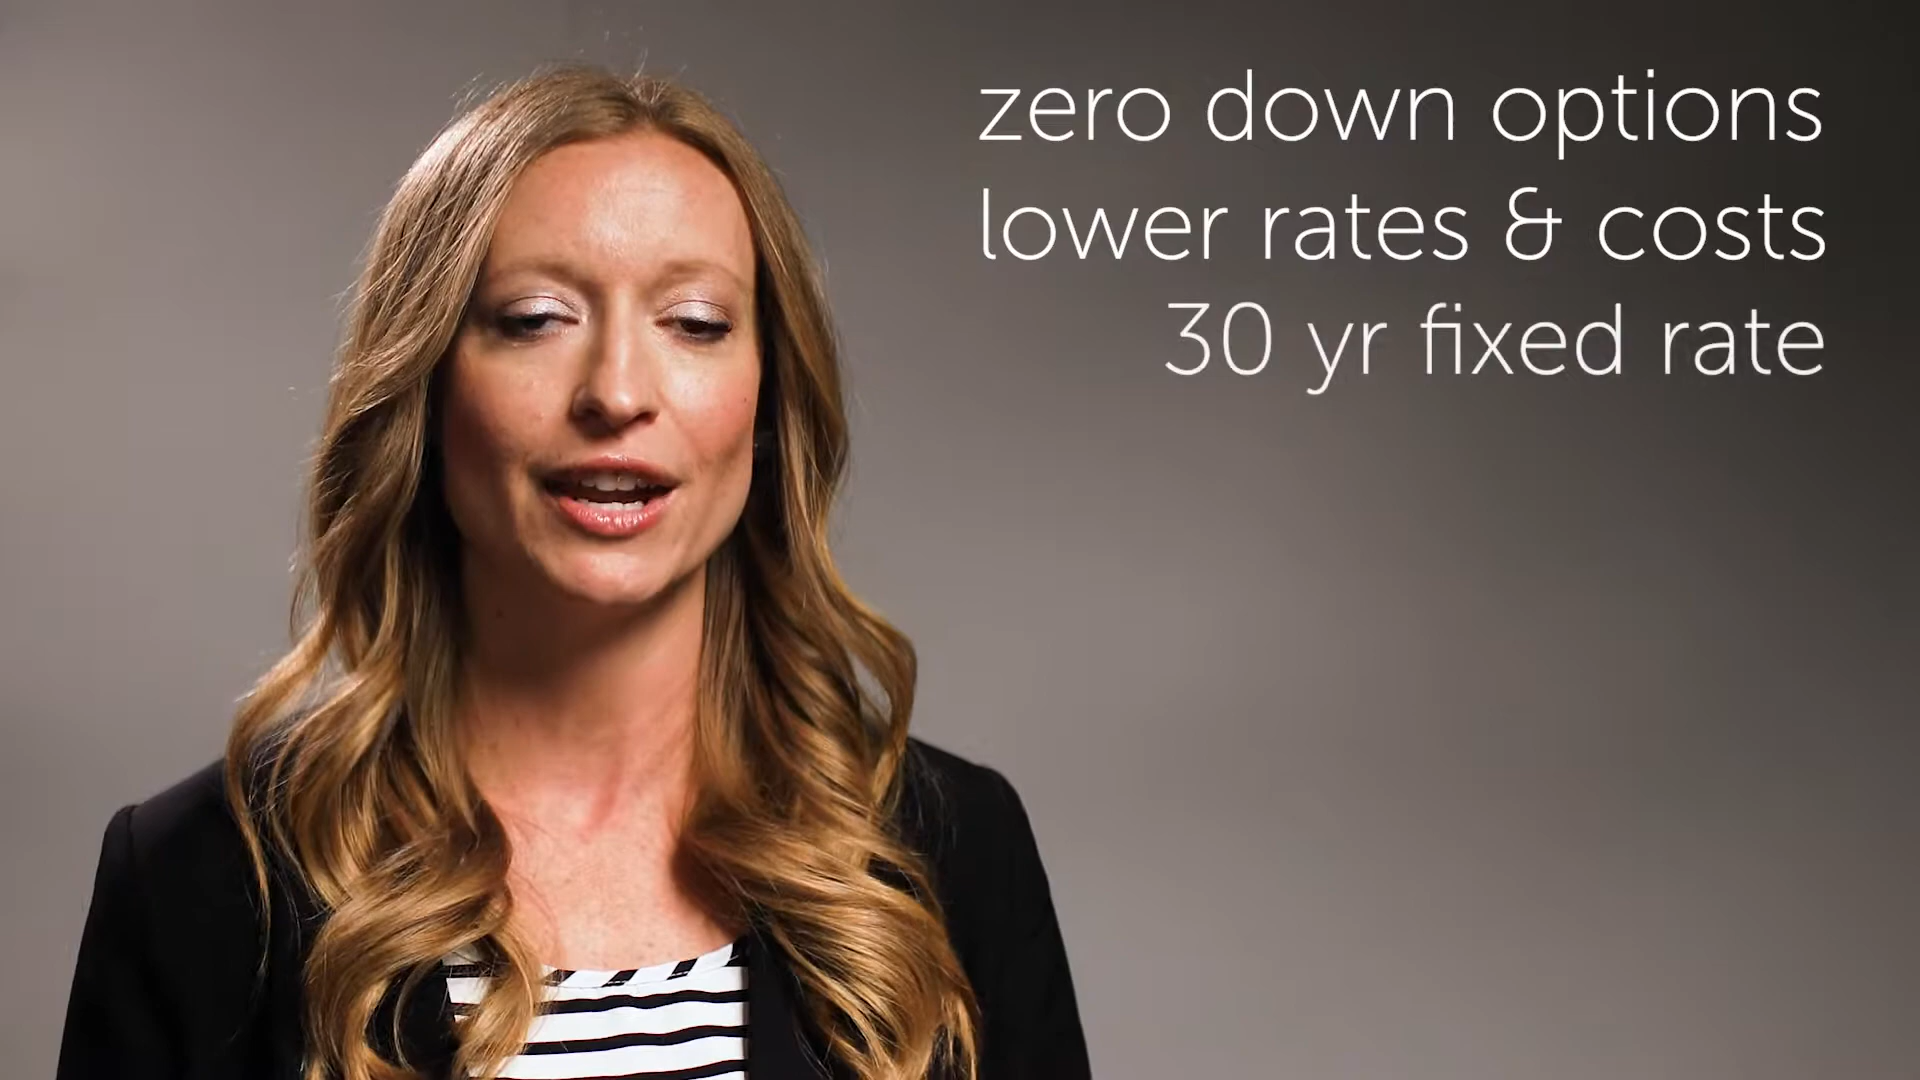 zero down options
lower rates & costs
30 yr fixed rate